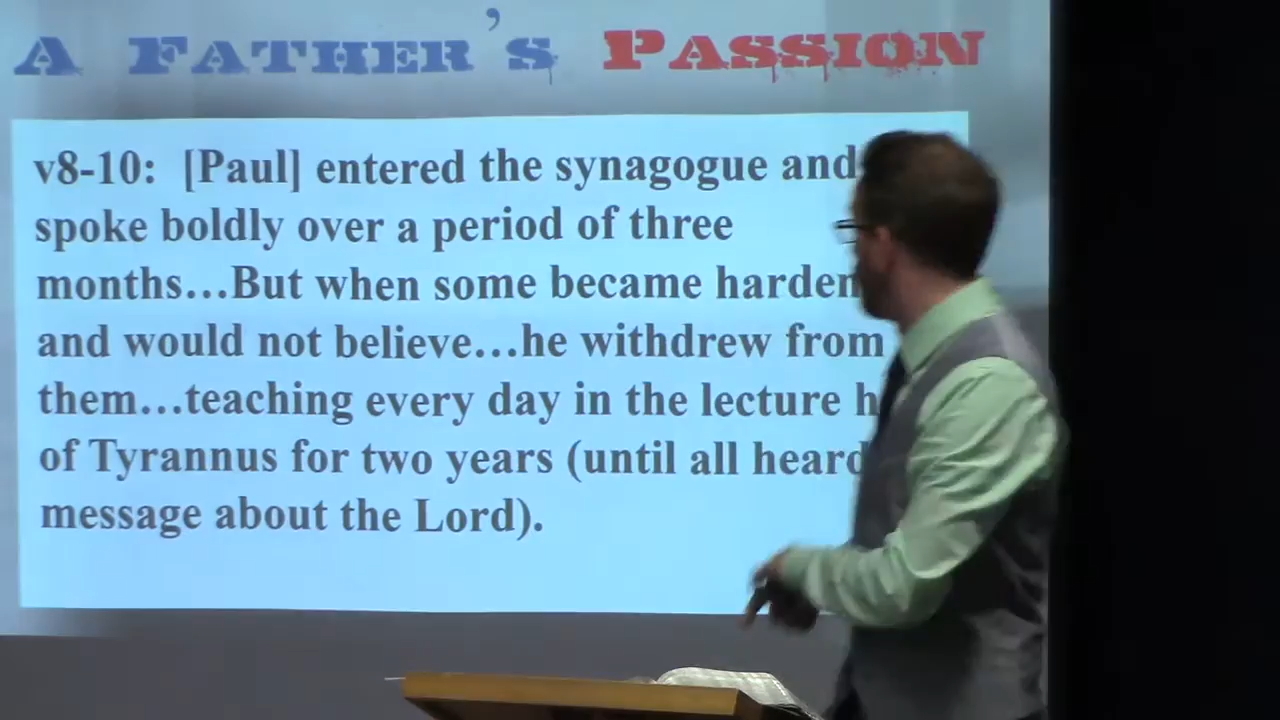 A FATHER'S PASSION
v8-10: [Paul] entered the synagogue and
spoke boldly over a period of three
months…But when some became
and would not believe…he withdrew from
them…teaching every day in the lecture
of Tyrannus for two years (until all heard
message about the Lord).